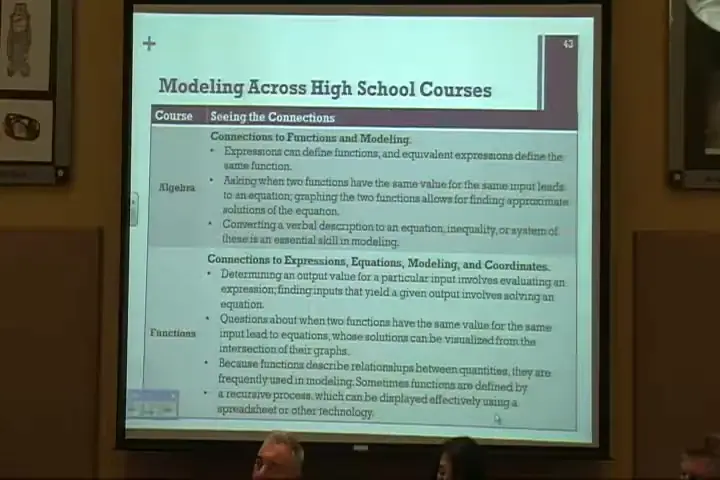 +
43
Modeling Across High School Courses
Course Seeing the Connections
Connections to Functions and Modeling.
• Expressions can define functions, and equivalent expressions define the
same function.
• Asking when two functions have the same value for the same input leads
to an equation; graphing the two functions allows for finding approximate
solutions of the equation.
• Converting a verbal description to an equation, inequality, or system of
these is an essential skill in modeling.
Algebra
Connections to Expressions, Equations, Modeling, and Coordinates.
• Determining an output value for a particular input involves evaluating an
expression; finding inputs that yield a given output involves solving an
equation.
• Questions about when two functions have the same value for the same
input lead to equations, whose solutions can be visualized from the
intersection of their graphs.
• Because functions describe relationships between quantities, they are
frequently used in modeling. Sometimes functions are defined by
• a recursive process, which can be displayed effectively using a
spreadsheet or other technology.
Functions